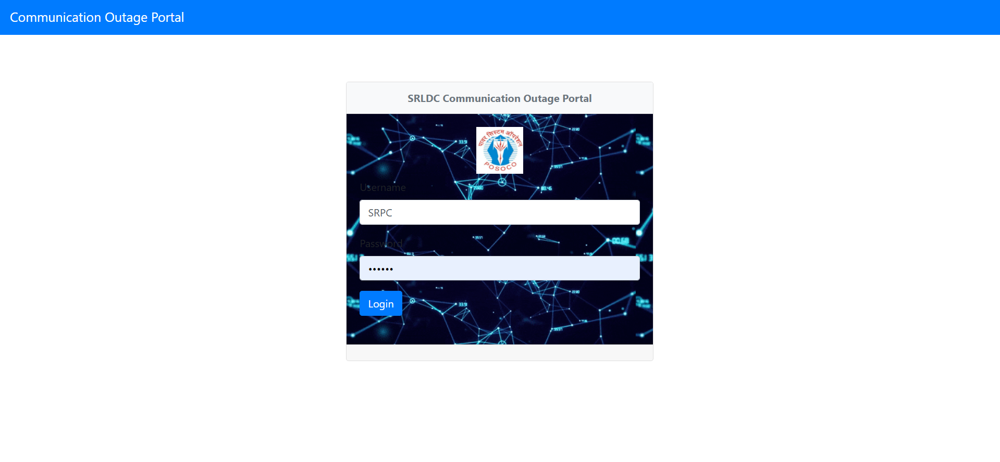 Communication Outage Portal
SRLDC Communication Outage Portal
पावर सिस्टम ऑपरेशन
POSOCO
Username
SRPC
Password
••••••
Login